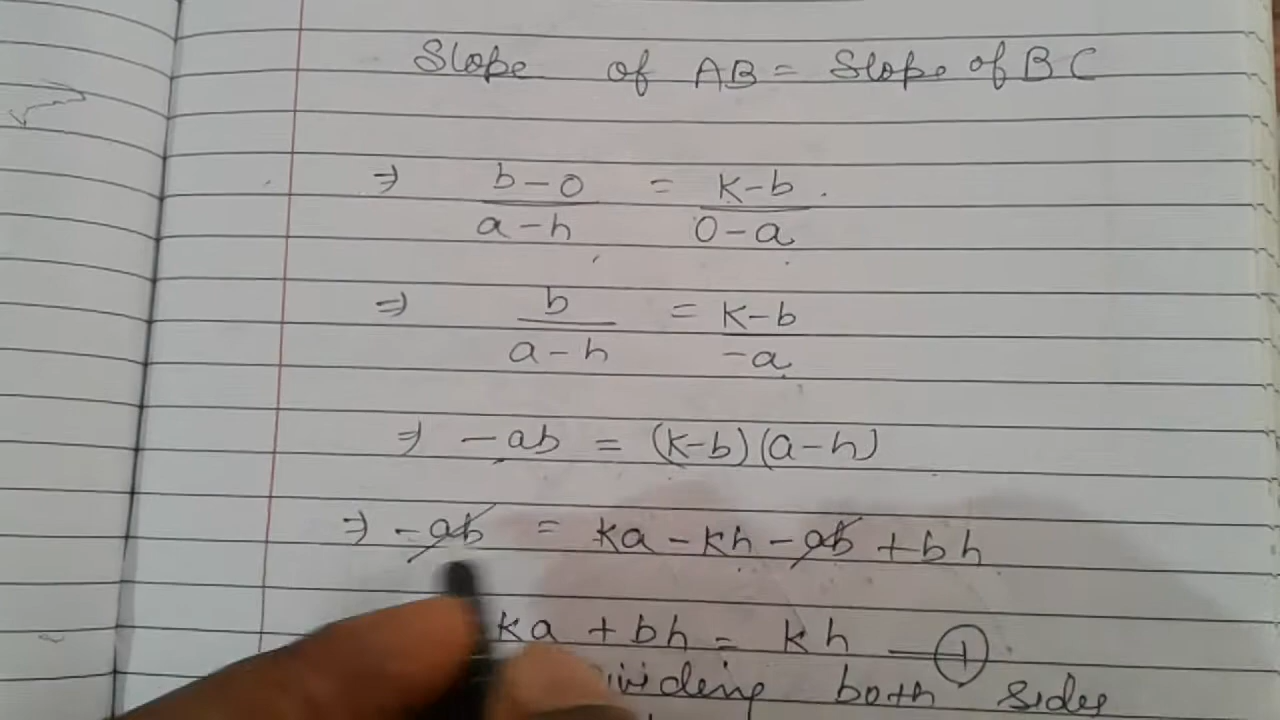 Slope of AB = Slope of BC
⇒ b-0/a-h = K-b/0-a
⇒ b/a-h = K-b/-a
⇒ -ab = (K-b)(a-h)
⇒ -ab = ka - kh - ab + bh
ka + bh = kh — ①
both sides